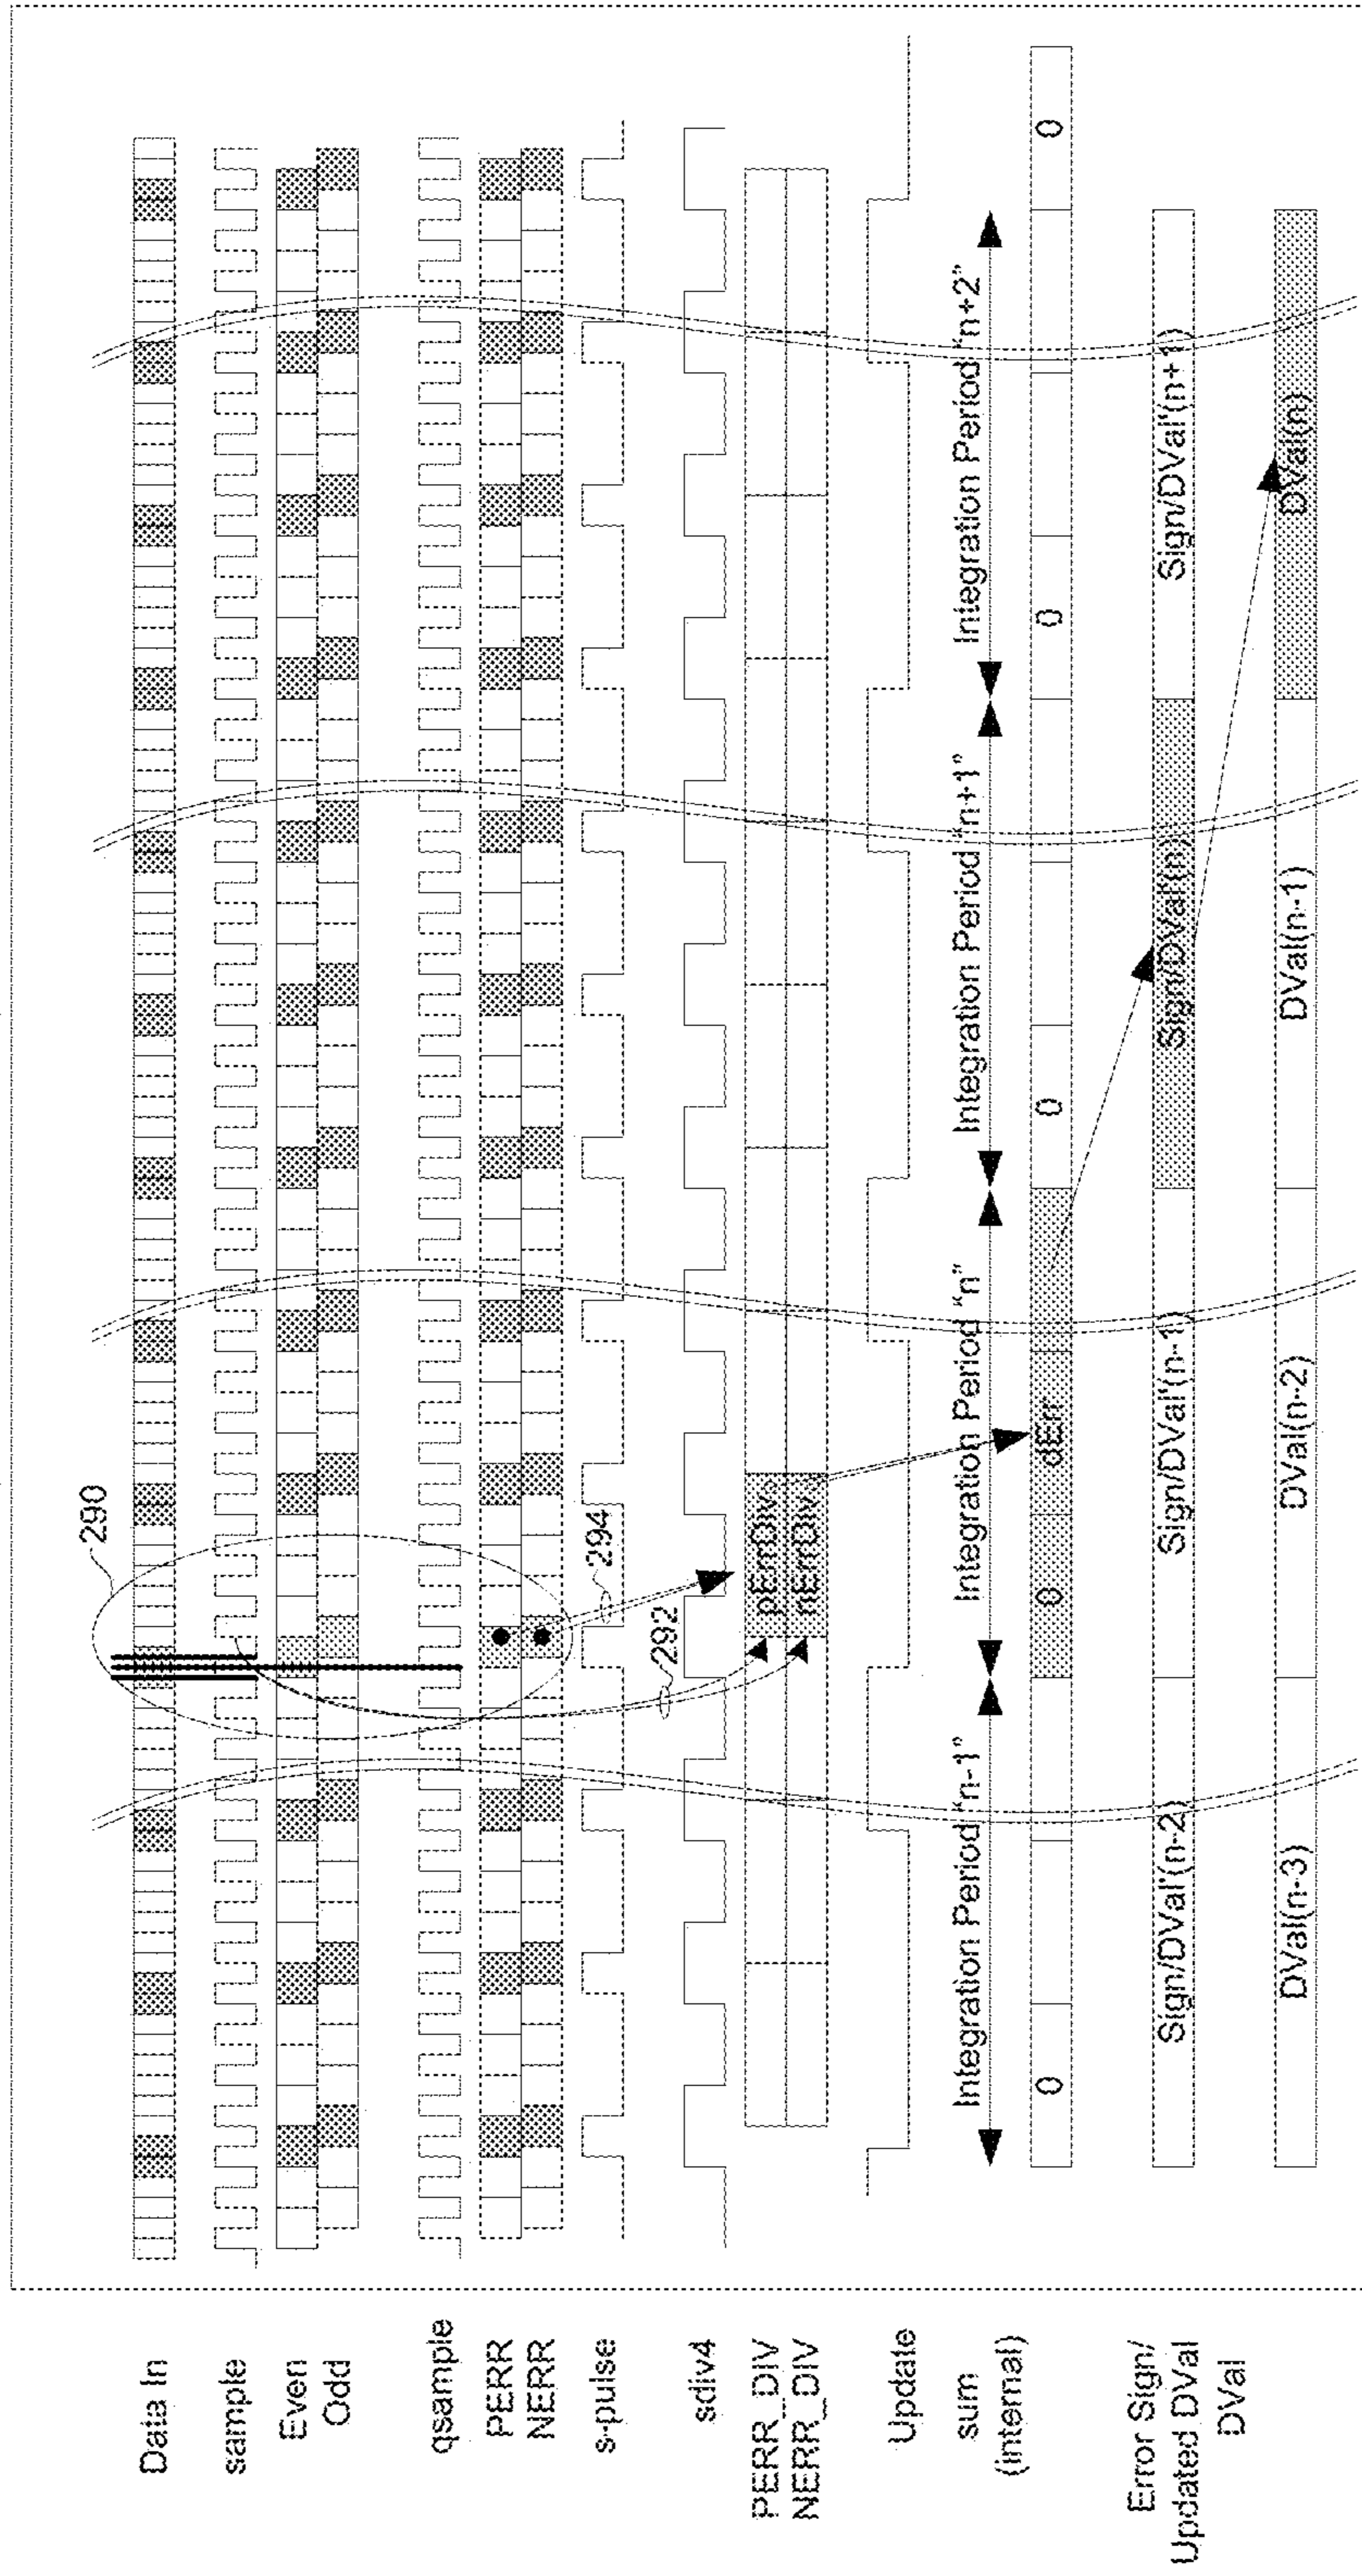 290
Data In
sample
Even
Odd
qsample
PERR
NERR
s-pulse
294
292
sdiv4
PERR_DIV
NERR_DIV
pErrDiv
nErrDiv
Update
Integration Period "n-1"
Integration Period "n"
Integration Period "n+1"
Integration Period "n+2"
sum
(internal)
0
0
dErr
0
0
0
Error Sign/
Updated DVal
Sign/DVal'(n-2)
Sign/DVal'(n-1)
Sign/DVal'(n)
Sign/DVal'(n+1)
DVal
DVal(n-3)
DVal(n-2)
DVal(n-1)
DVal(n)